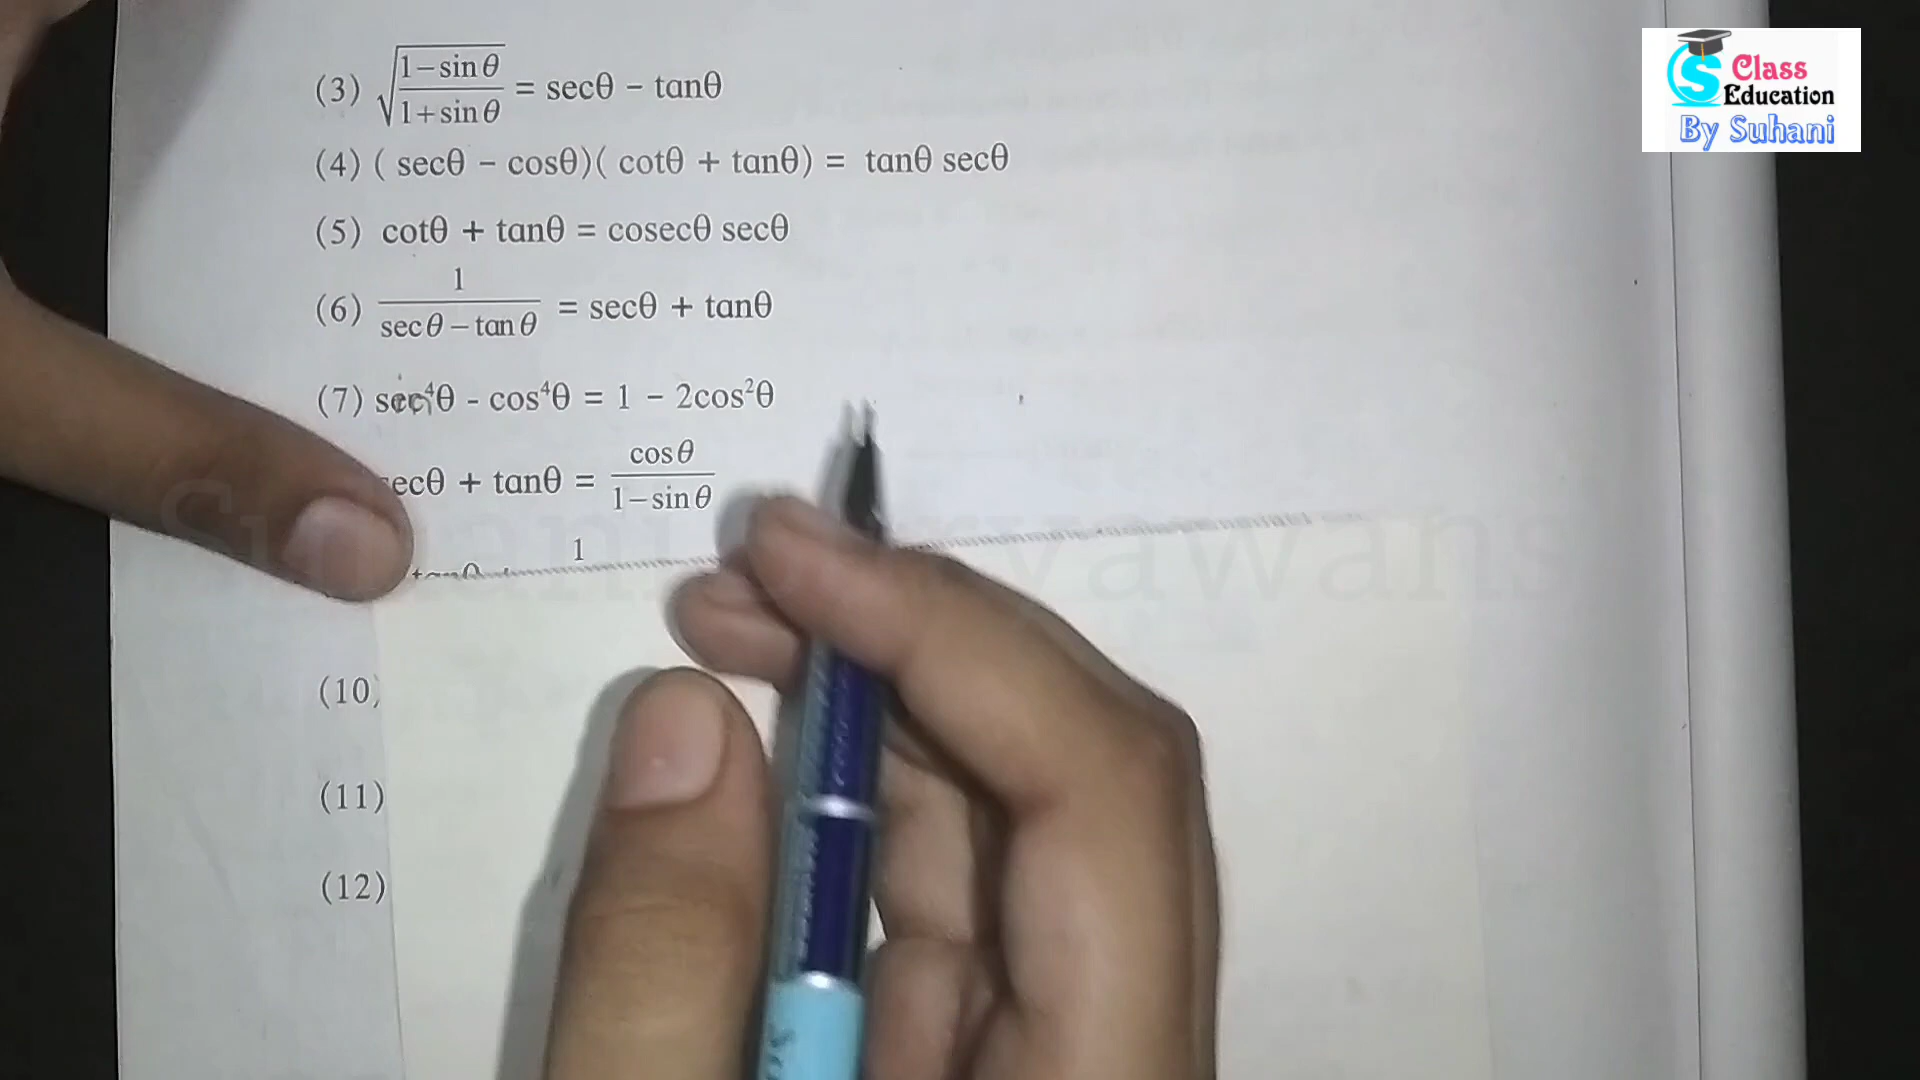 (3) √(1−sinθ / 1+sinθ) = secθ − tanθ
(4) ( secθ − cosθ)( cotθ + tanθ) = tanθ secθ
(5) cotθ + tanθ = cosecθ secθ
(6) 1 / (secθ − tanθ) = secθ + tanθ
(7) sec⁴θ - cos⁴θ = 1 − 2cos²θ
secθ + tanθ = cosθ / (1−sinθ)
tanθ + 1
(10)
(11)
(12)
Class
Education
By Suhani